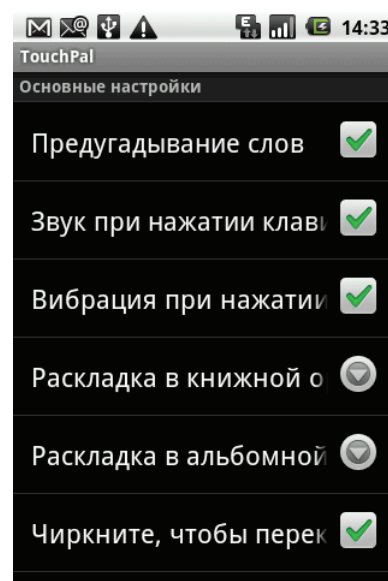 14:33
TouchPal
Основные настройки
Предугадывание слов
Звук при нажатии клави
Вибрация при нажатии
Раскладка в книжной о
Раскладка в альбомной
Чиркните, чтобы перек